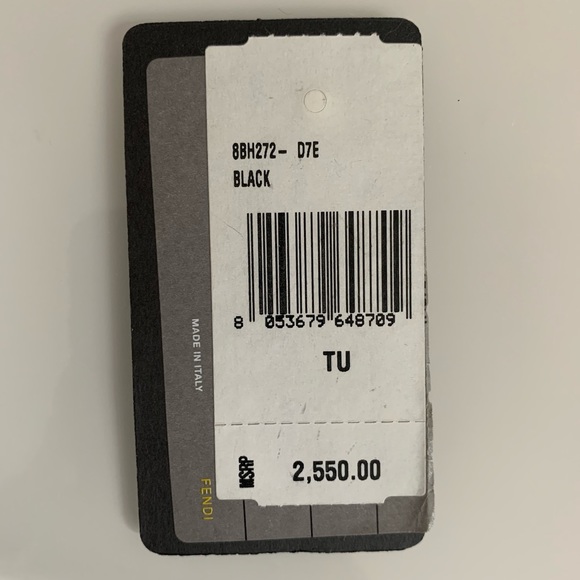 8BH272- D7E
BLACK
8 053679 648709
TU
MSRP 2,550.00
MADE IN ITALY
FENDI